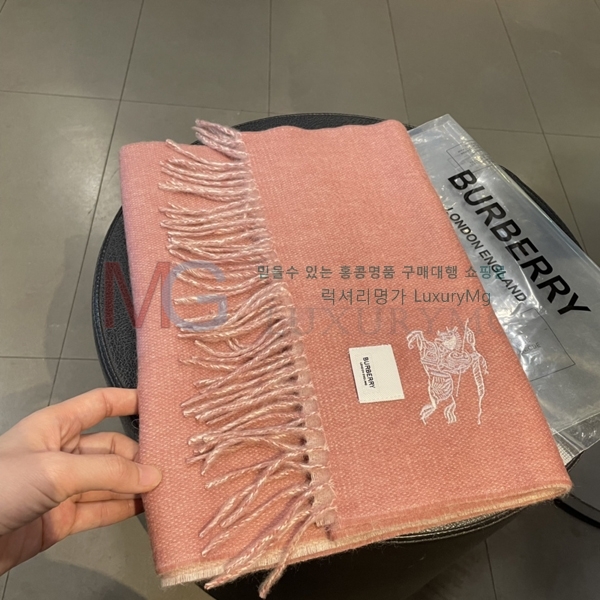 BURBERRY
LONDON ENGLAND
MG
믿을수 있는 홍콩명품 구매대행 쇼핑몰
럭셔리명가 LuxuryMg
BURBERRY